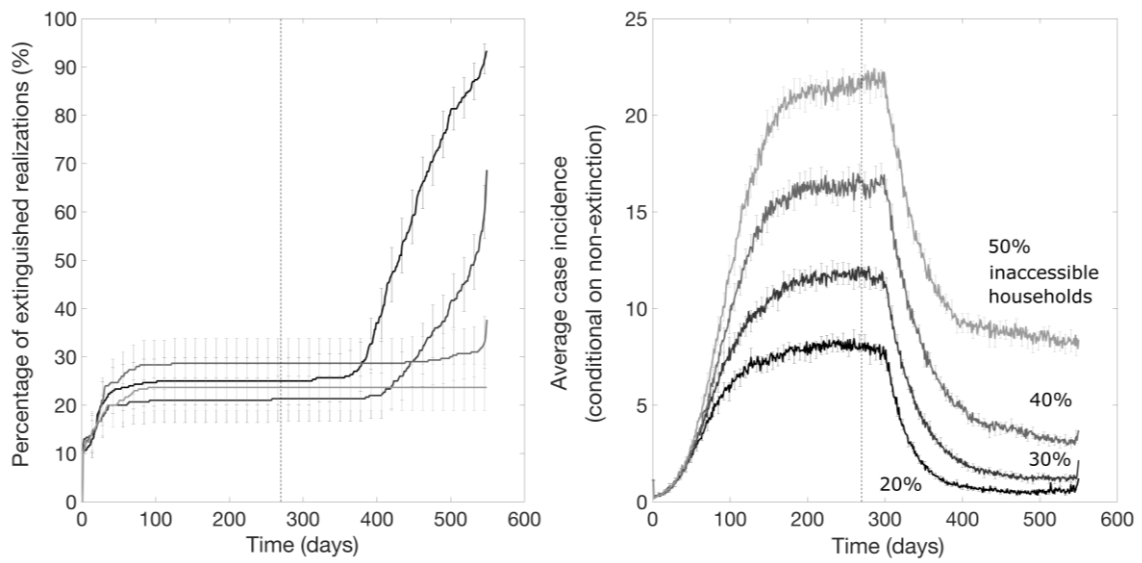 Percentage of extinguished realizations (%)
100
90
80
70
60
50
40
30
20
10
0
0 100 200 300 400 500 600
Time (days)
Average case incidence
(conditional on non-extinction)
25
20
15
10
5
0
50%
inaccessible
households
40%
30%
20%
0 100 200 300 400 500 600
Time (days)